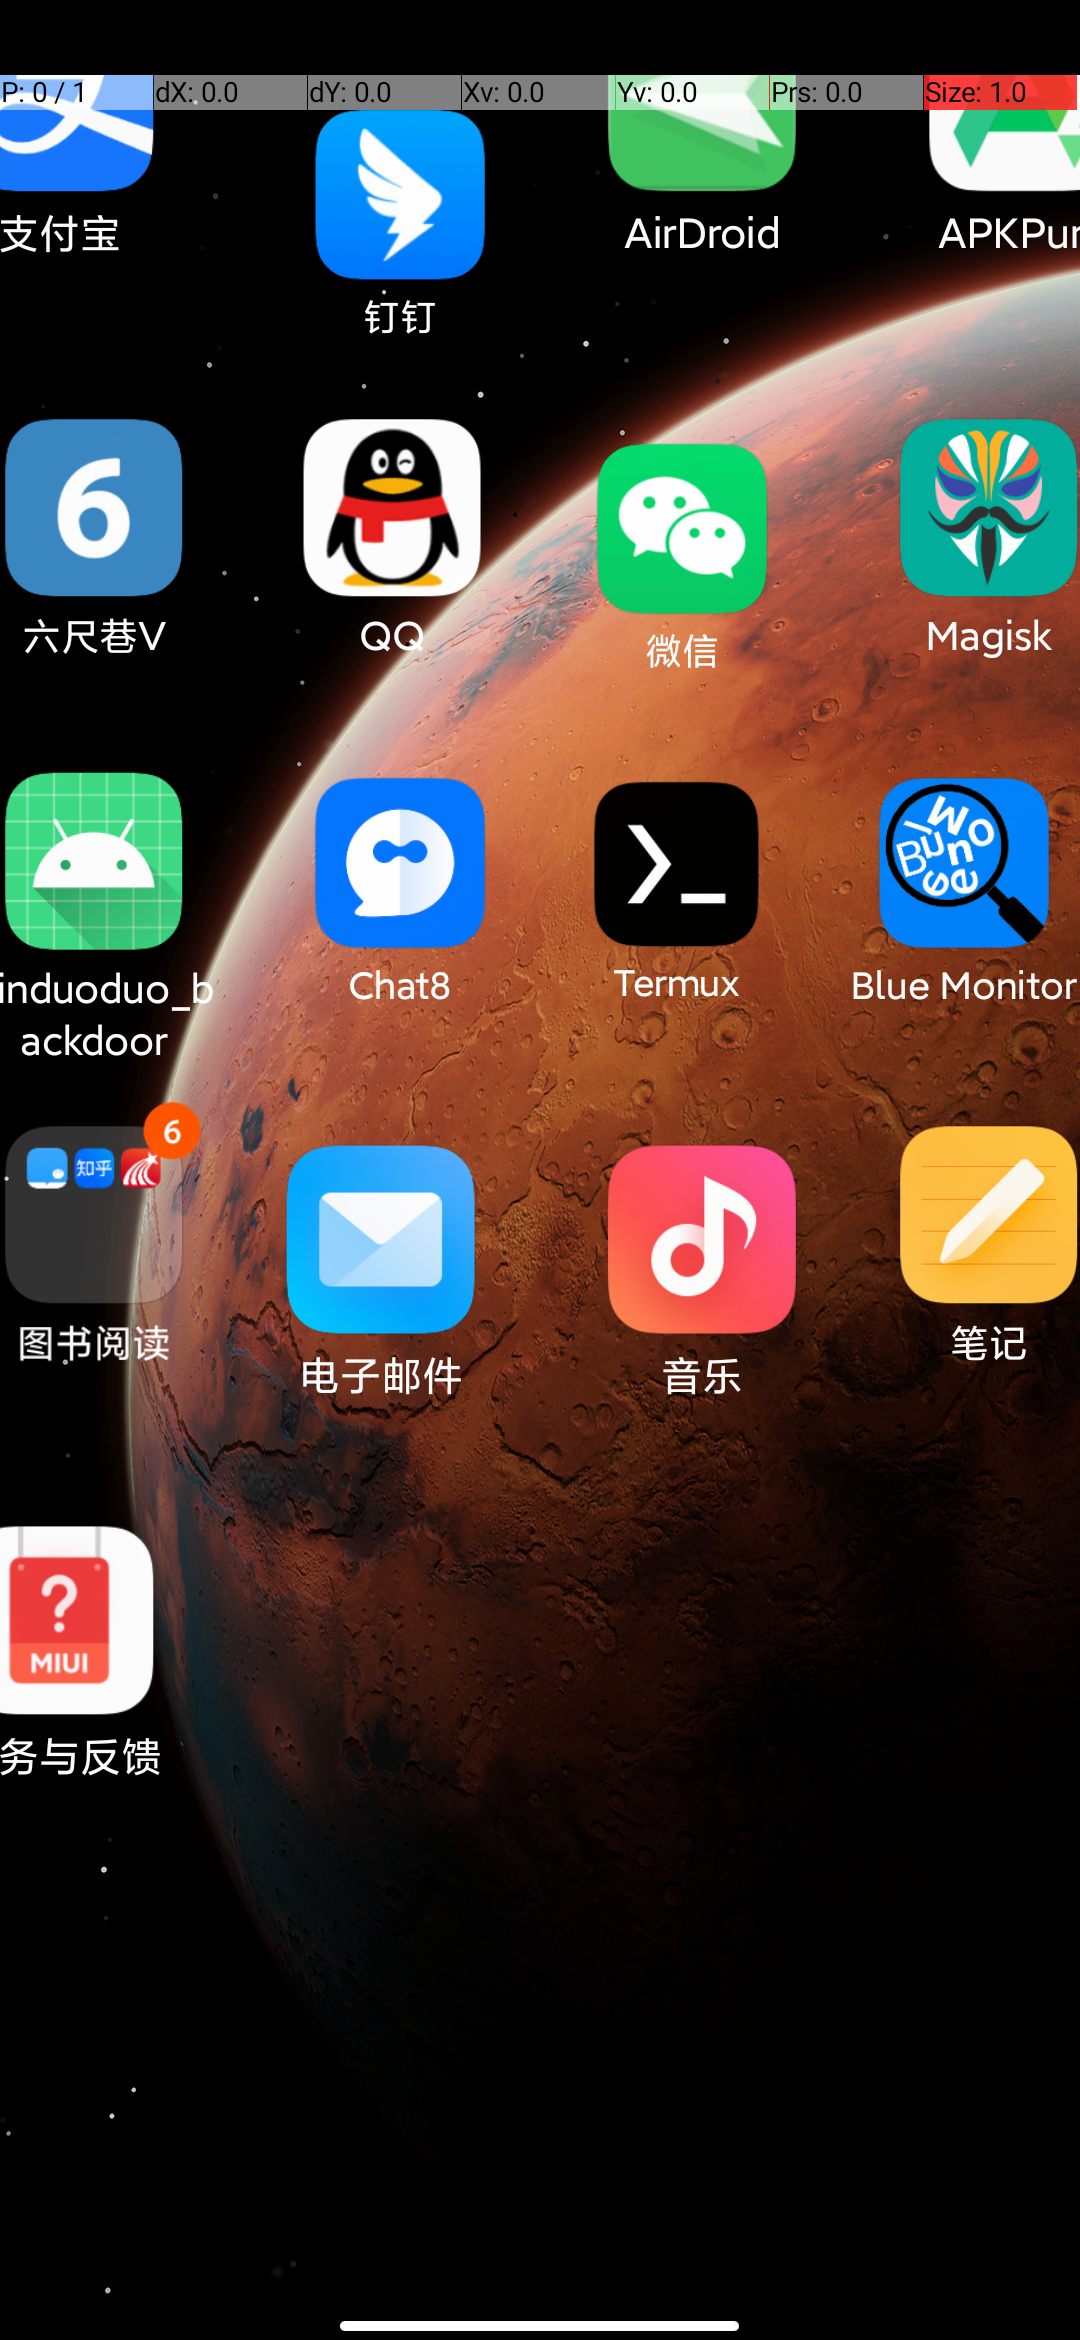 P: 0 / 1 dX: 0.0 dY: 0.0 Xv: 0.0 Yv: 0.0 Prs: 0.0 Size: 1.0
支付宝
钉钉
AirDroid
APKPur
6
六尺巷V
QQ
微信
Magisk
induoduo_b
ackdoor
Chat8
Termux
Blue Monitor
6
知乎
图书阅读
电子邮件
音乐
笔记
?
MIUI
务与反馈